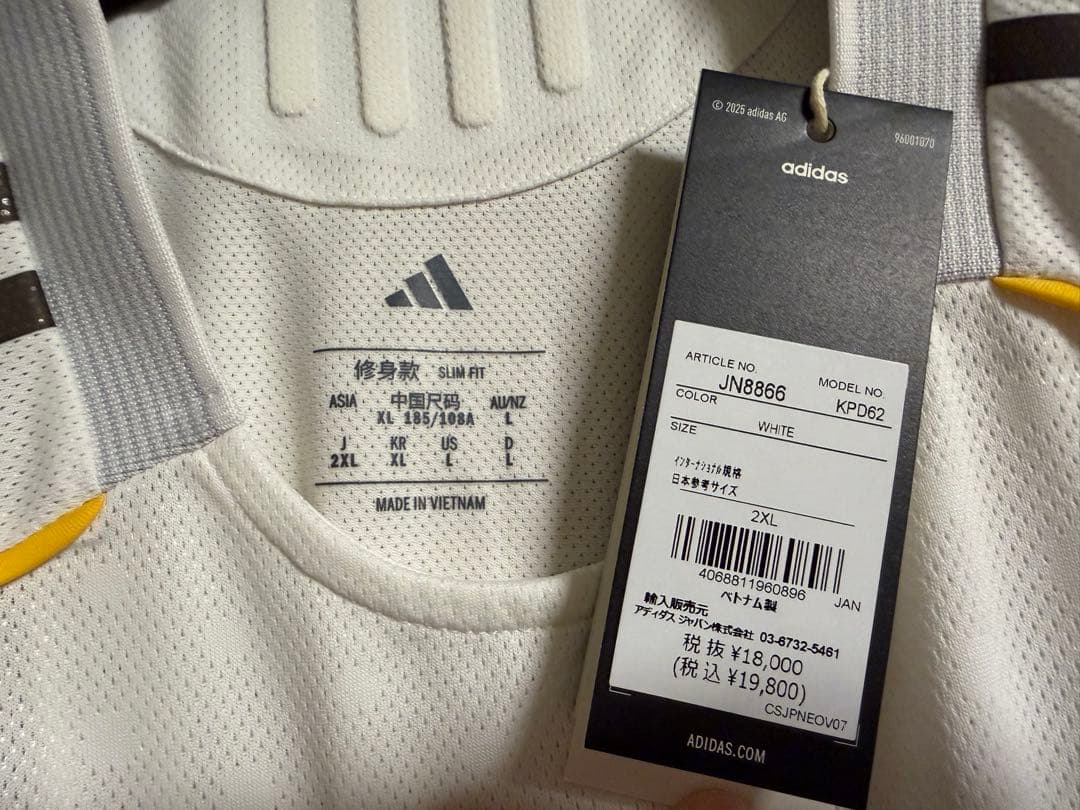 修身款 SLIM FIT
ASIA 中国尺码 AU/NZ
XL 185/108A L
J KR US D
2XL XL L L
MADE IN VIETNAM
© 2025 adidas AG
96001070
adidas
ARTICLE NO.
JN8866
MODEL NO.
KPD62
COLOR
WHITE
SIZE
インターナショナル規格
日本参考サイズ
2XL
4068811960896
JAN
ベトナム製
輸入販売元
アディダス ジャパン株式会社 03-6732-5461
税抜 ¥18,000
(税込 ¥19,800)
CSJPNEOV07
ADIDAS.COM